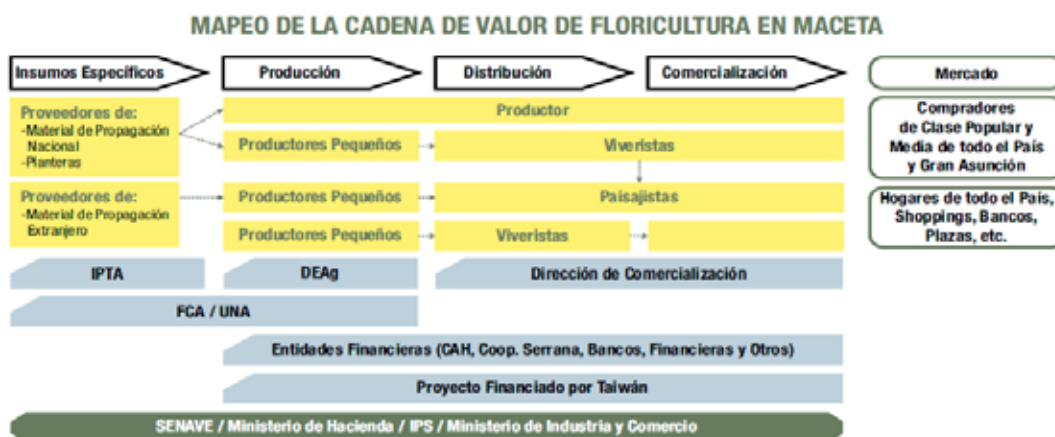 MAPEO DE LA CADENA DE VALOR DE FLORICULTURA EN MACETA
Insumos Específicos
Producción
Distribución
Comercialización
Mercado
Proveedores de:
-Material de Propagación
Nacional
-Planteras
Productor
Productores Pequeños
Viveristas
Compradores
de Clase Popular y
Media de todo el País
y Gran Asunción
Proveedores de:
-Material de Propagación
Extranjero
Productores Pequeños
Paisajistas
Productores Pequeños
Viveristas
Hogares de todo el País,
Shoppings, Bancos,
Plazas, etc.
IPTA
DEAg
Dirección de Comercialización
FCA / UNA
Entidades Financieras (CAH, Coop. Serrana, Bancos, Financieras y Otros)
Proyecto Financiado por Taiwán
SENAVE / Ministerio de Hacienda / IPS / Ministerio de Industria y Comercio